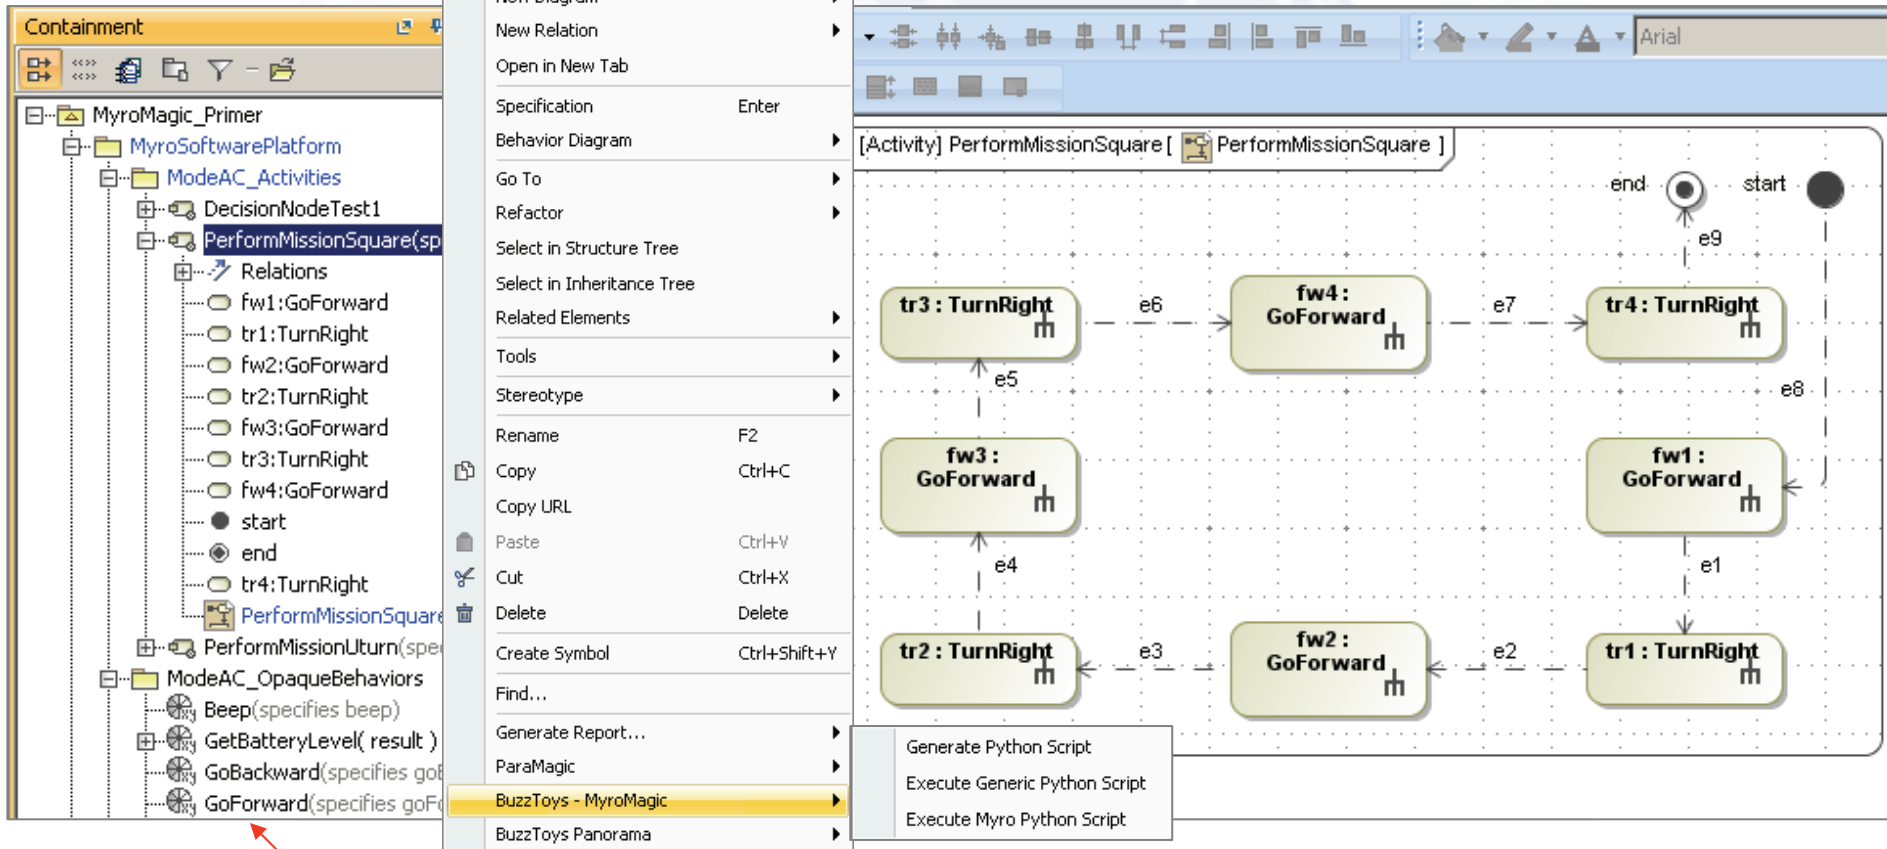 Containment
MyroMagic_Primer
MyroSoftwarePlatform
ModeAC_Activities
DecisionNodeTest1
PerformMissionSquare(sp
Relations
fw1:GoForward
tr1:TurnRight
fw2:GoForward
tr2:TurnRight
fw3:GoForward
tr3:TurnRight
fw4:GoForward
start
end
tr4:TurnRight
PerformMissionSquare
PerformMissionUturn(spe
ModeAC_OpaqueBehaviors
Beep(specifies beep)
GetBatteryLevel( result )
GoBackward(specifies go
GoForward(specifies goF
New Relation
Open in New Tab
Specification Enter
Behavior Diagram
Go To
Refactor
Select in Structure Tree
Select in Inheritance Tree
Related Elements
Tools
Stereotype
Rename F2
Copy Ctrl+C
Copy URL
Paste Ctrl+V
Cut Ctrl+X
Delete Delete
Create Symbol Ctrl+Shift+Y
Find...
Generate Report...
ParaMagic
BuzzToys - MyroMagic
BuzzToys Panorama
Generate Python Script
Execute Generic Python Script
Execute Myro Python Script
Arial
[Activity] PerformMissionSquare[ PerformMissionSquare ]
end
start
e9
tr3 : TurnRight
e6
fw4 :
GoForward
e7
tr4 : TurnRight
e5
e8
fw3 :
GoForward
fw1 :
GoForward
e4
e1
tr2 : TurnRight
e3
fw2 :
GoForward
e2
tr1 : TurnRight